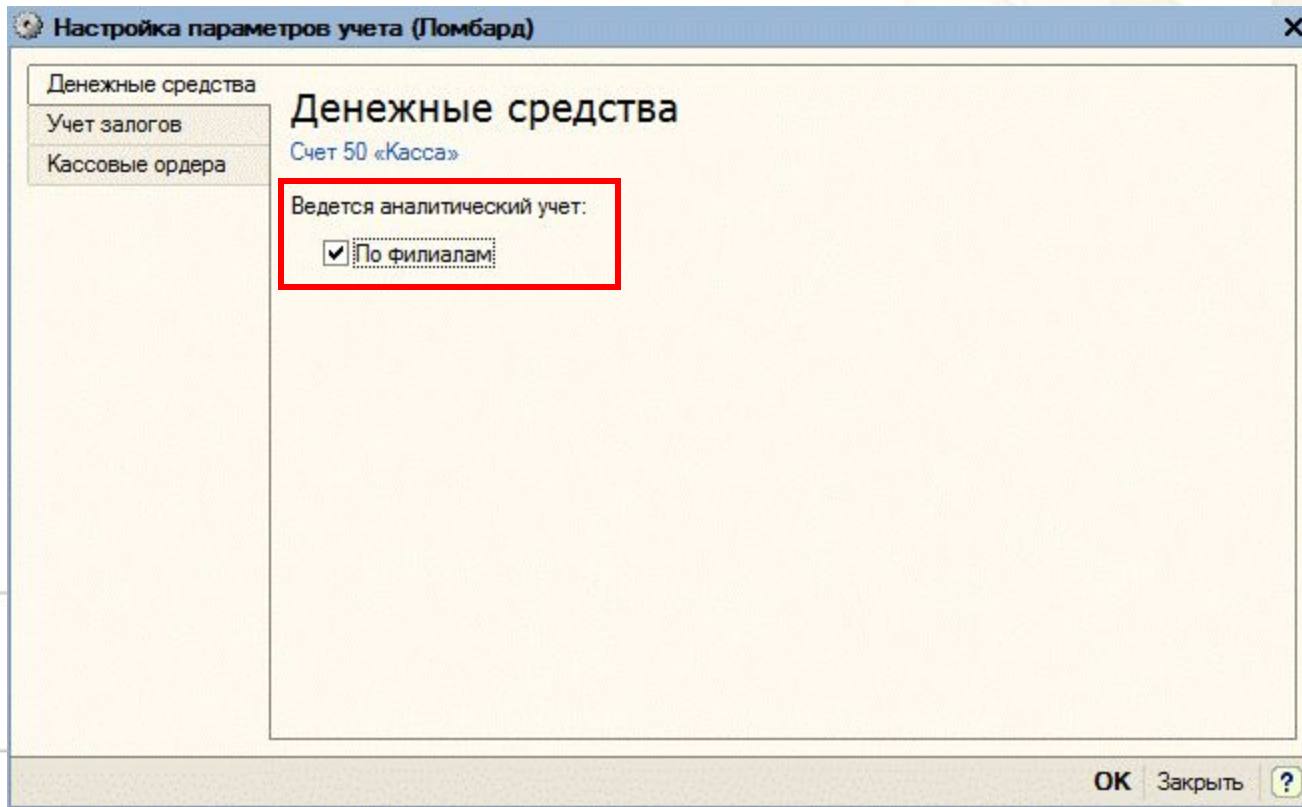 Настройка параметров учета (Ломбард)
Денежные средства
Учет залогов
Кассовые ордера
Денежные средства
Счет 50 «Касса»
Ведется аналитический учет:
По филиалам
OK Закрыть ?